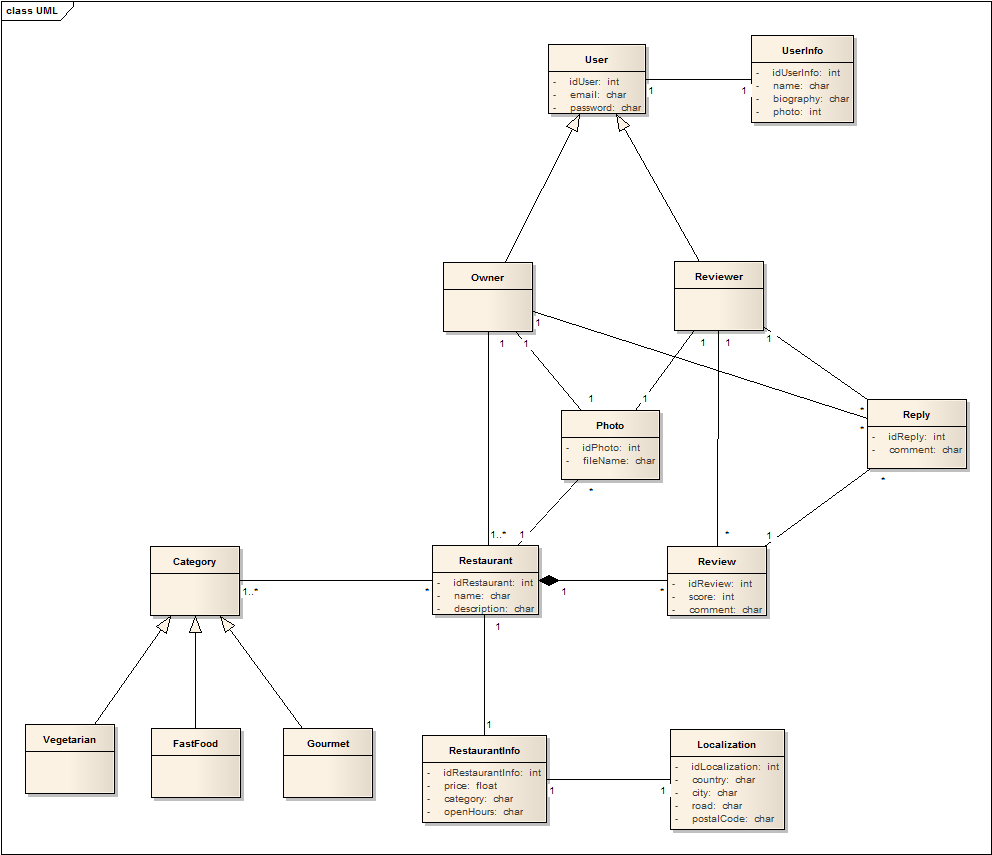 class UML
User
- idUser: int
- email: char
- password: char
1
1
UserInfo
- idUserInfo: int
- name: char
- biography: char
- photo: int
Owner
Reviewer
1
1
1
1
1
1
1
1
Photo
- idPhoto: int
- fileName: char
*
*
*
Reply
- idReply: int
- comment: char
*
1..*
1
*
1
Category
1..*
*
Restaurant
- idRestaurant: int
- name: char
- description: char
1
*
Review
- idReview: int
- score: int
- comment: char
1
Vegetarian
FastFood
Gourmet
1
RestaurantInfo
- idRestaurantInfo: int
- price: float
- category: char
- openHours: char
1
1
Localization
- idLocalization: int
- country: char
- city: char
- road: char
- postalCode: char